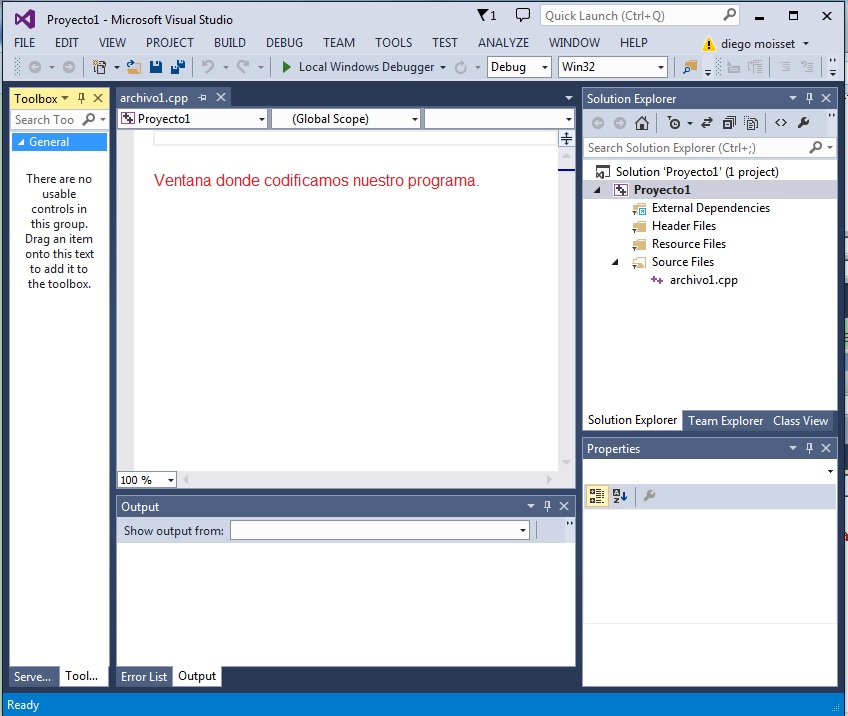 Proyecto1 - Microsoft Visual Studio
1
Quick Launch (Ctrl+Q)
FILE EDIT VIEW PROJECT BUILD DEBUG TEAM TOOLS TEST ANALYZE WINDOW HELP
diego moisset
Local Windows Debugger
Debug
Win32
Toolbox
Search Too
General
There are no
usable
controls in
this group.
Drag an item
onto this text
to add it to
the toolbox.
Serve...
Tool...
archivo1.cpp
Proyecto1
(Global Scope)
Ventana donde codificamos nuestro programa.
100 %
Output
Show output from:
Error List
Output
Solution Explorer
Search Solution Explorer (Ctrl+;)
Solution 'Proyecto1' (1 project)
Proyecto1
External Dependencies
Header Files
Resource Files
Source Files
archivo1.cpp
Solution Explorer
Team Explorer
Class View
Properties
Ready